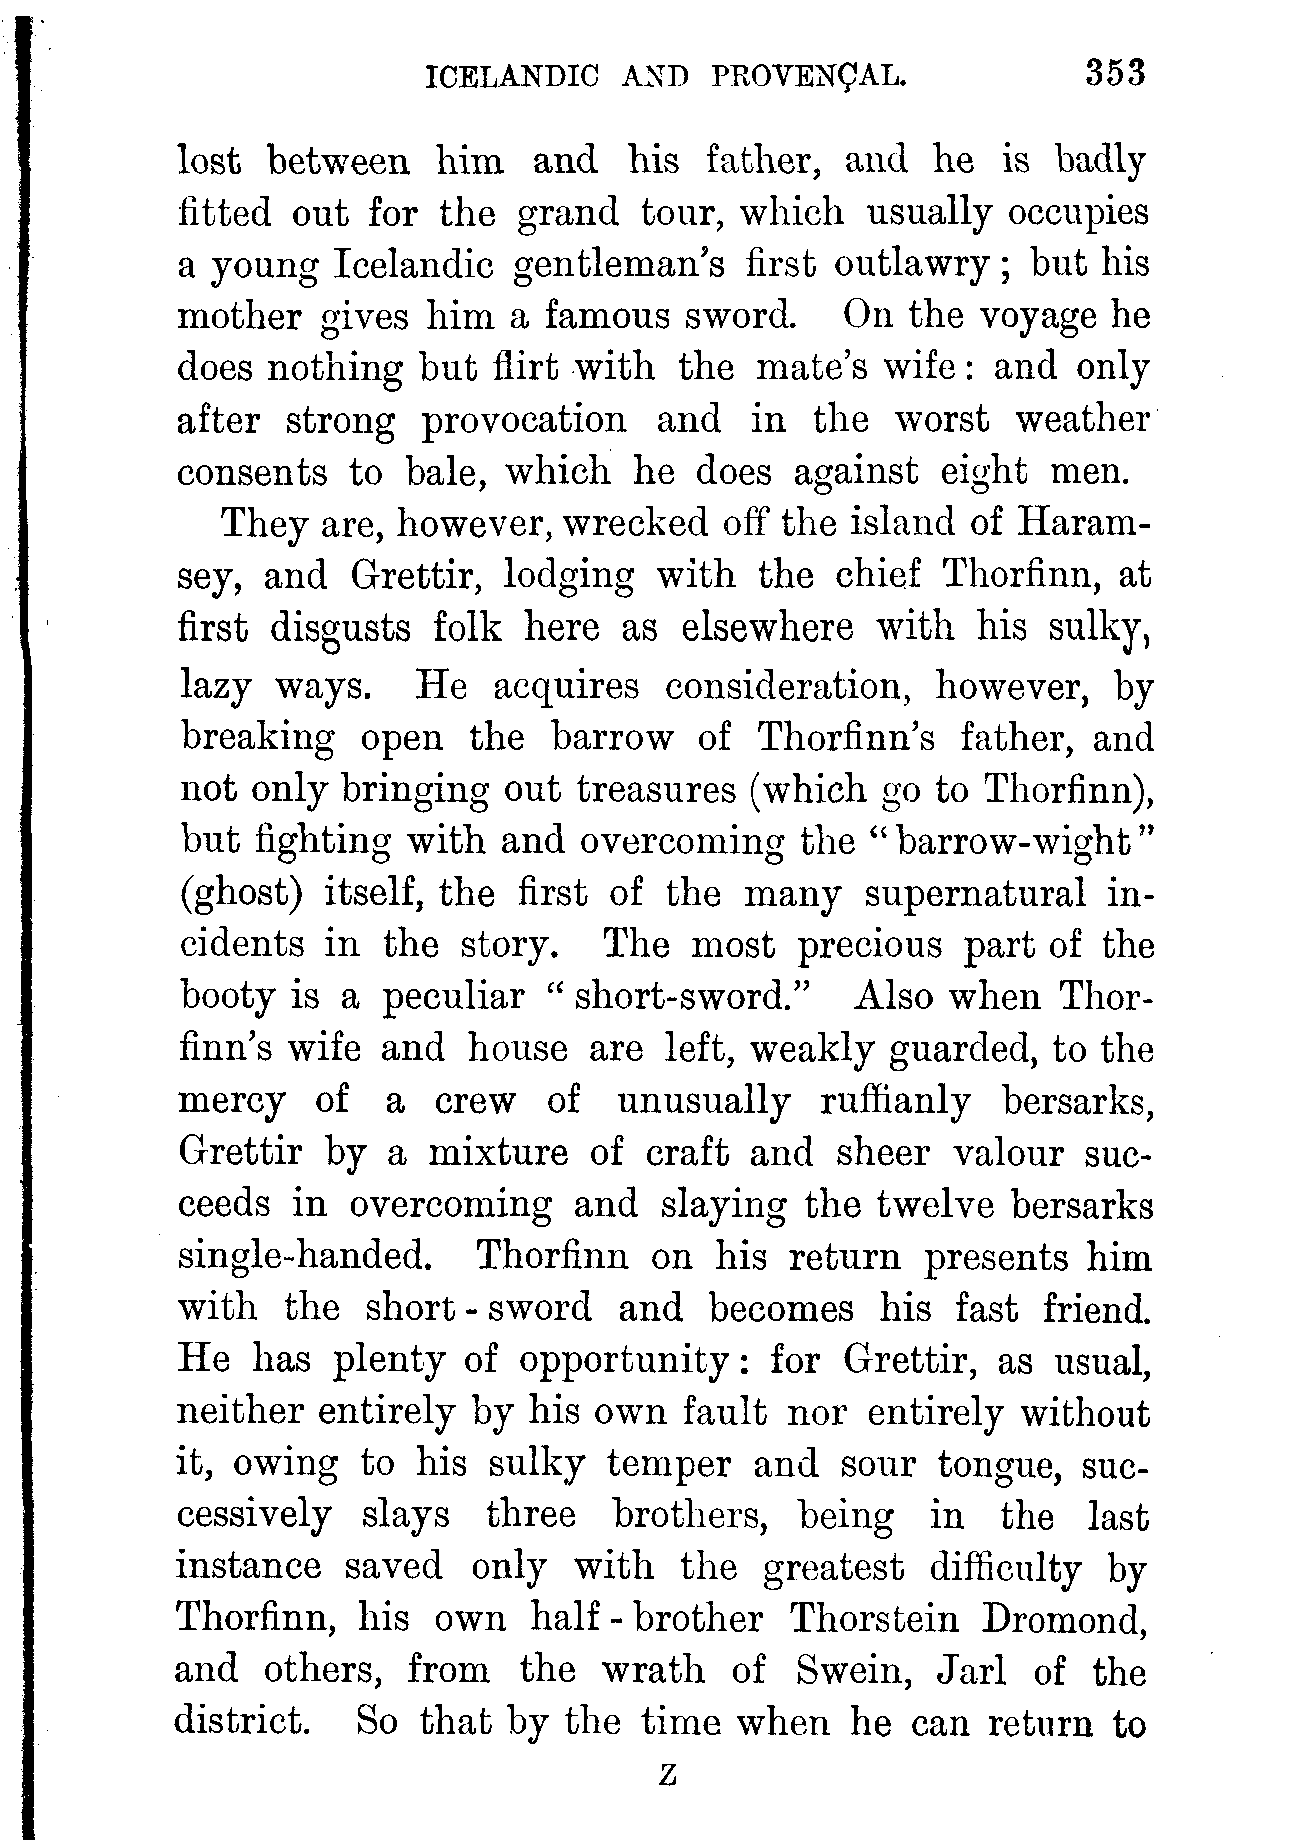 ICELANDIC AND PROVENÇAL. 353
lost between him and his father, and he is badly
fitted out for the grand tour, which usually occupies
a young Icelandic gentleman's first outlawry; but his
mother gives him a famous sword. On the voyage he
does nothing but flirt with the mate's wife: and only
after strong provocation and in the worst weather
consents to bale, which he does against eight men.
They are, however, wrecked off the island of Haram-
sey, and Grettir, lodging with the chief Thorfinn, at
first disgusts folk here as elsewhere with his sulky,
lazy ways. He acquires consideration, however, by
breaking open the barrow of Thorfinn's father, and
not only bringing out treasures (which go to Thorfinn),
but fighting with and overcoming the "barrow-wight"
(ghost) itself, the first of the many supernatural in-
cidents in the story. The most precious part of the
booty is a peculiar "short-sword." Also when Thor-
finn's wife and house are left, weakly guarded, to the
mercy of a crew of unusually ruffianly bersarks,
Grettir by a mixture of craft and sheer valour suc-
ceeds in overcoming and slaying the twelve bersarks
single-handed. Thorfinn on his return presents him
with the short-sword and becomes his fast friend.
He has plenty of opportunity: for Grettir, as usual,
neither entirely by his own fault nor entirely without
it, owing to his sulky temper and sour tongue, suc-
cessively slays three brothers, being in the last
instance saved only with the greatest difficulty by
Thorfinn, his own half-brother Thorstein Dromond,
and others, from the wrath of Swein, Jarl of the
district. So that by the time when he can return to
Z